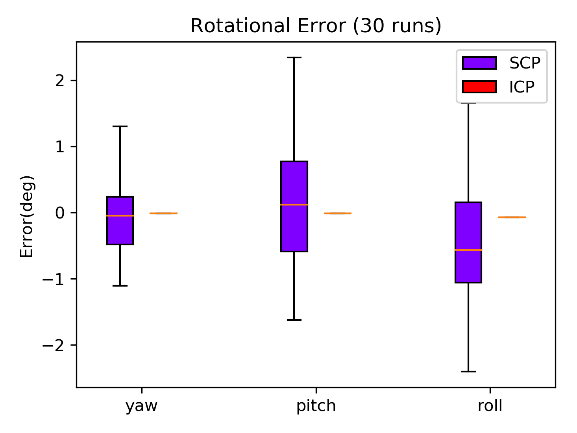 Rotational Error (30 runs)
SCP
ICP
Error(deg)
2
1
0
−1
−2
yaw pitch roll